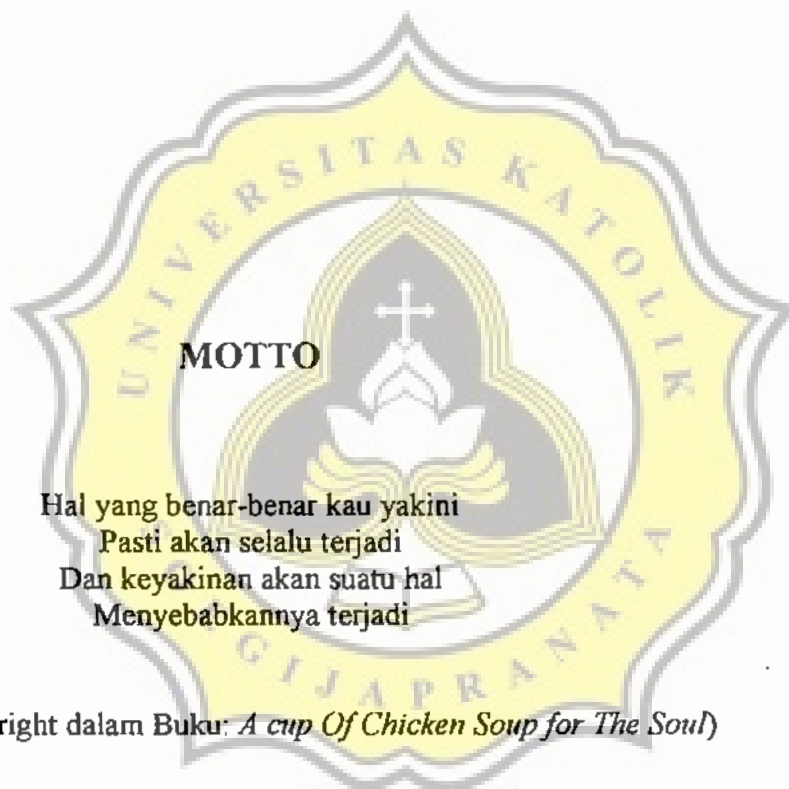 UNIVERSITAS KATOLIK
MOTTO
Hal yang benar-benar kau yakini
Pasti akan selalu terjadi
Dan keyakinan akan suatu hal
Menyebabkannya terjadi
GIJAPRANATA
right dalam Buku: A cup Of Chicken Soup for The Soul)